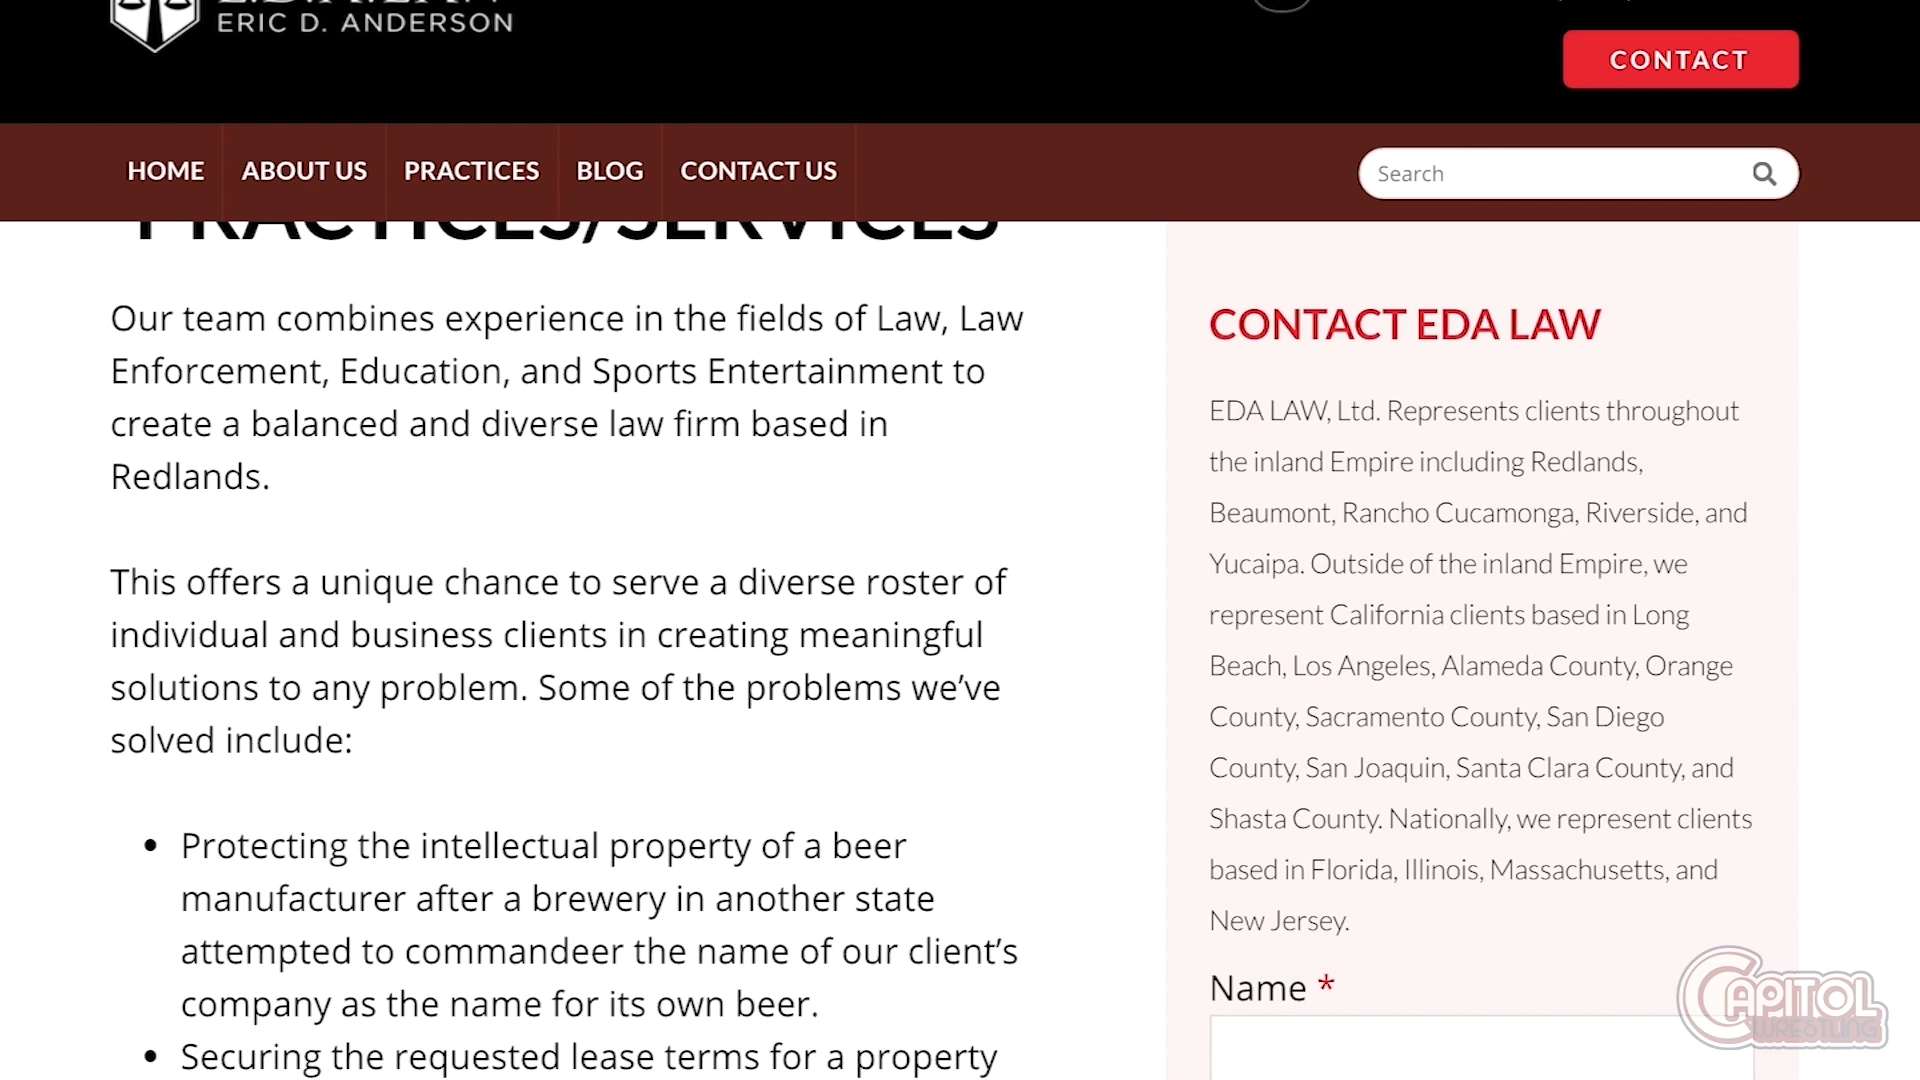 ERIC D. ANDERSON
CONTACT
HOME ABOUT US PRACTICES BLOG CONTACT US
Search
PRACTICES/SERVICES
Our team combines experience in the fields of Law, Law
Enforcement, Education, and Sports Entertainment to
create a balanced and diverse law firm based in
Redlands.
This offers a unique chance to serve a diverse roster of
individual and business clients in creating meaningful
solutions to any problem. Some of the problems we’ve
solved include:
• Protecting the intellectual property of a beer
manufacturer after a brewery in another state
attempted to commandeer the name of our client’s
company as the name for its own beer.
• Securing the requested lease terms for a property
CONTACT EDA LAW
EDA LAW, Ltd. Represents clients throughout
the inland Empire including Redlands,
Beaumont, Rancho Cucamonga, Riverside, and
Yucaipa. Outside of the inland Empire, we
represent California clients based in Long
Beach, Los Angeles, Alameda County, Orange
County, Sacramento County, San Diego
County, San Joaquin, Santa Clara County, and
Shasta County. Nationally, we represent clients
based in Florida, Illinois, Massachusetts, and
New Jersey.
Name *
CAPITOL
WRESTLING